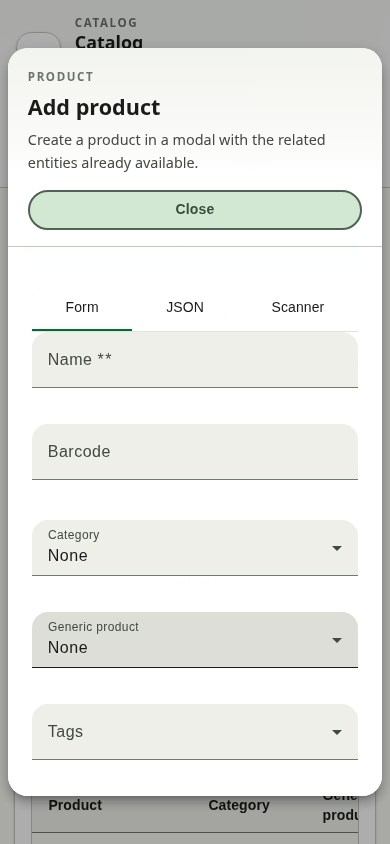 CATALOG
Catalog
PRODUCT
Add product
Create a product in a modal with the related
entities already available.
Close
Form JSON Scanner
Name **
Barcode
Category
None
Generic product
None
Tags
Product Category